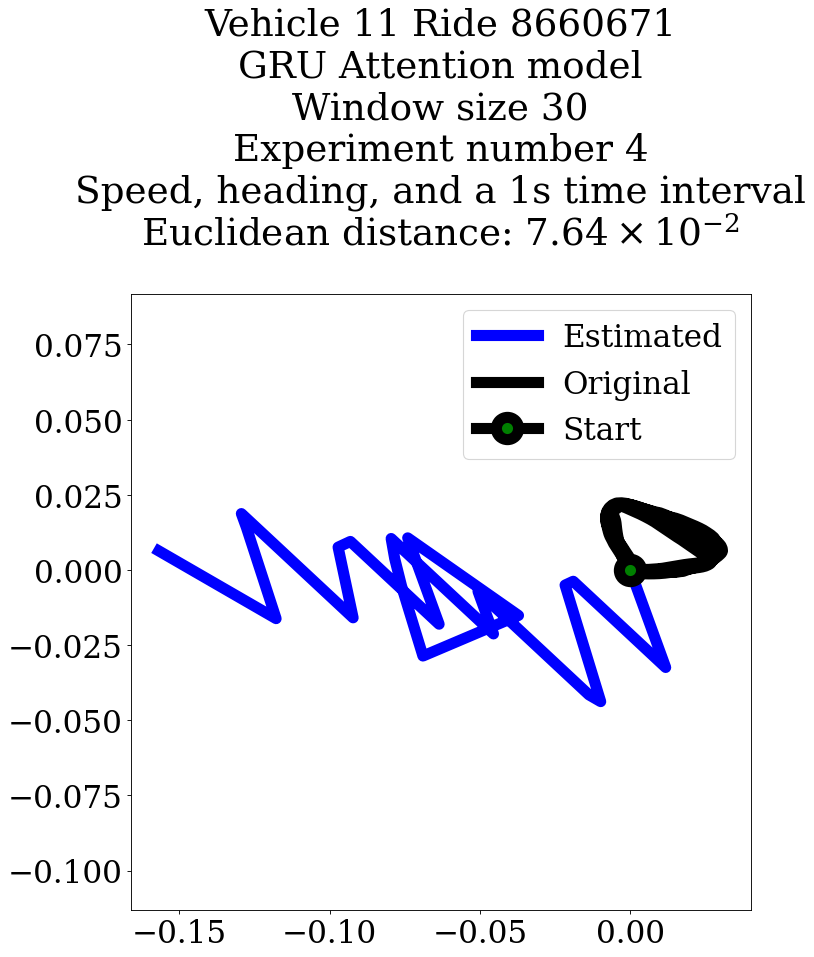 Vehicle 11 Ride 8660671
GRU Attention model
Window size 30
Experiment number 4
Speed, heading, and a 1s time interval
Euclidean distance: 7.64 × 10⁻²
Estimated
Original
Start
0.075
0.050
0.025
0.000
−0.025
−0.050
−0.075
−0.100
−0.15 −0.10 −0.05 0.00